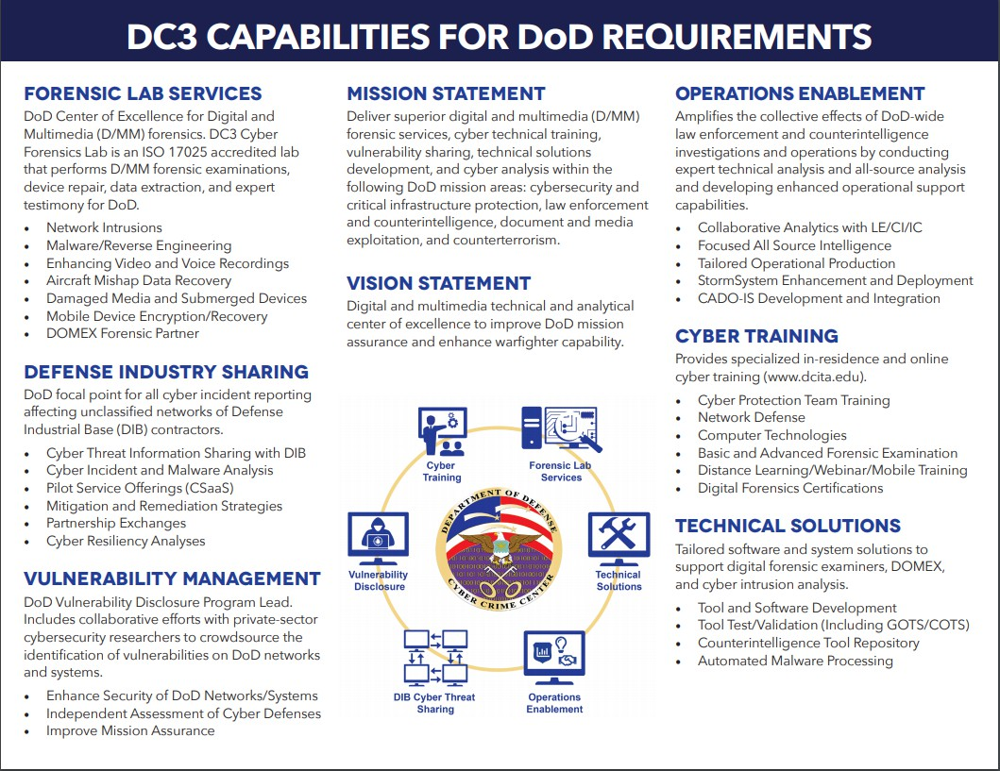 DC3 CAPABILITIES FOR DoD REQUIREMENTS
FORENSIC LAB SERVICES
DoD Center of Excellence for Digital and
Multimedia (D/MM) forensics. DC3 Cyber
Forensics Lab is an ISO 17025 accredited lab
that performs D/MM forensic examinations,
device repair, data extraction, and expert
testimony for DoD.
• Network Intrusions
• Malware/Reverse Engineering
• Enhancing Video and Voice Recordings
• Aircraft Mishap Data Recovery
• Damaged Media and Submerged Devices
• Mobile Device Encryption/Recovery
• DOMEX Forensic Partner
DEFENSE INDUSTRY SHARING
DoD focal point for all cyber incident reporting
affecting unclassified networks of Defense
Industrial Base (DIB) contractors.
• Cyber Threat Information Sharing with DIB
• Cyber Incident and Malware Analysis
• Pilot Service Offerings (CSaaS)
• Mitigation and Remediation Strategies
• Partnership Exchanges
• Cyber Resiliency Analyses
VULNERABILITY MANAGEMENT
DoD Vulnerability Disclosure Program Lead.
Includes collaborative efforts with private-sector
cybersecurity researchers to crowdsource the
identification of vulnerabilities on DoD networks
and systems.
• Enhance Security of DoD Networks/Systems
• Independent Assessment of Cyber Defenses
• Improve Mission Assurance
MISSION STATEMENT
Deliver superior digital and multimedia (D/MM)
forensic services, cyber technical training,
vulnerability sharing, technical solutions
development, and cyber analysis within the
following DoD mission areas: cybersecurity and
critical infrastructure protection, law enforcement
and counterintelligence, document and media
exploitation, and counterterrorism.
VISION STATEMENT
Digital and multimedia technical and analytical
center of excellence to improve DoD mission
assurance and enhance warfighter capability.
Cyber
Training
Forensic Lab
Services
Vulnerability
Disclosure
DEPARTMENT OF DEFENSE
CYBER CRIME CENTER
Technical
Solutions
DIB Cyber Threat
Sharing
Operations
Enablement
OPERATIONS ENABLEMENT
Amplifies the collective effects of DoD-wide
law enforcement and counterintelligence
investigations and operations by conducting
expert technical analysis and all-source analysis
and developing enhanced operational support
capabilities.
• Collaborative Analytics with LE/CI/IC
• Focused All Source Intelligence
• Tailored Operational Production
• StormSystem Enhancement and Deployment
• CADO-IS Development and Integration
CYBER TRAINING
Provides specialized in-residence and online
cyber training (www.dcita.edu).
• Cyber Protection Team Training
• Network Defense
• Computer Technologies
• Basic and Advanced Forensic Examination
• Distance Learning/Webinar/Mobile Training
• Digital Forensics Certifications
TECHNICAL SOLUTIONS
Tailored software and system solutions to
support digital forensic examiners, DOMEX,
and cyber intrusion analysis.
• Tool and Software Development
• Tool Test/Validation (Including GOTS/COTS)
• Counterintelligence Tool Repository
• Automated Malware Processing